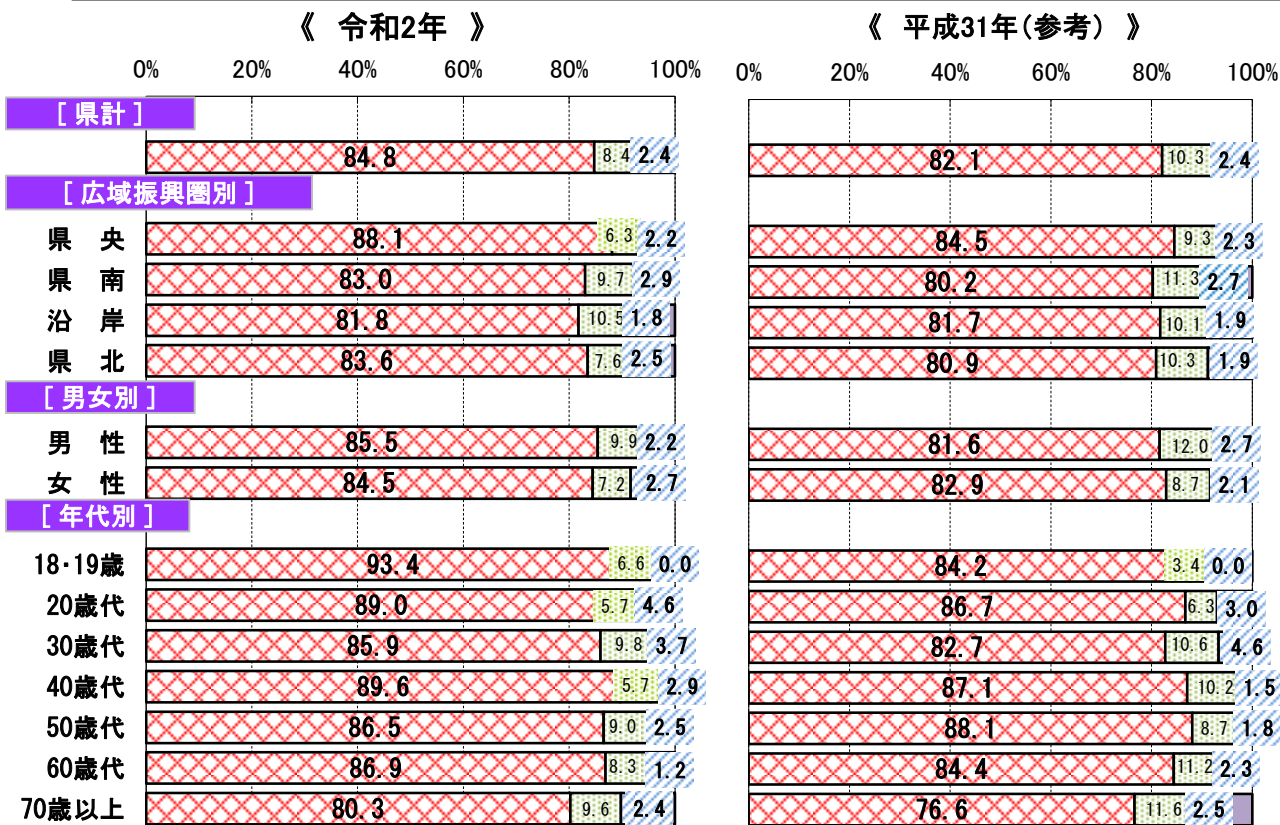 《 令和2年 》 《 平成31年（参考） 》
0% 20% 40% 60% 80% 100% 0% 20% 40% 60% 80% 100%
[ 県計 ]
84.8 8.4 2.4 82.1 10.3 2.4
[ 広域振興圏別 ]
県 央 88.1 6.3 2.2 84.5 9.3 2.3
県 南 83.0 9.7 2.9 80.2 11.3 2.7
沿 岸 81.8 10.5 1.8 81.7 10.1 1.9
県 北 83.6 7.6 2.5 80.9 10.3 1.9
[ 男女別 ]
男 性 85.5 9.9 2.2 81.6 12.0 2.7
女 性 84.5 7.2 2.7 82.9 8.7 2.1
[ 年代別 ]
18・19歳 93.4 6.6 0.0 84.2 3.4 0.0
20歳代 89.0 5.7 4.6 86.7 6.3 3.0
30歳代 85.9 9.8 3.7 82.7 10.6 4.6
40歳代 89.6 5.7 2.9 87.1 10.2 1.5
50歳代 86.5 9.0 2.5 88.1 8.7 1.8
60歳代 86.9 8.3 1.2 84.4 11.2 2.3
70歳以上 80.3 9.6 2.4 76.6 11.6 2.5